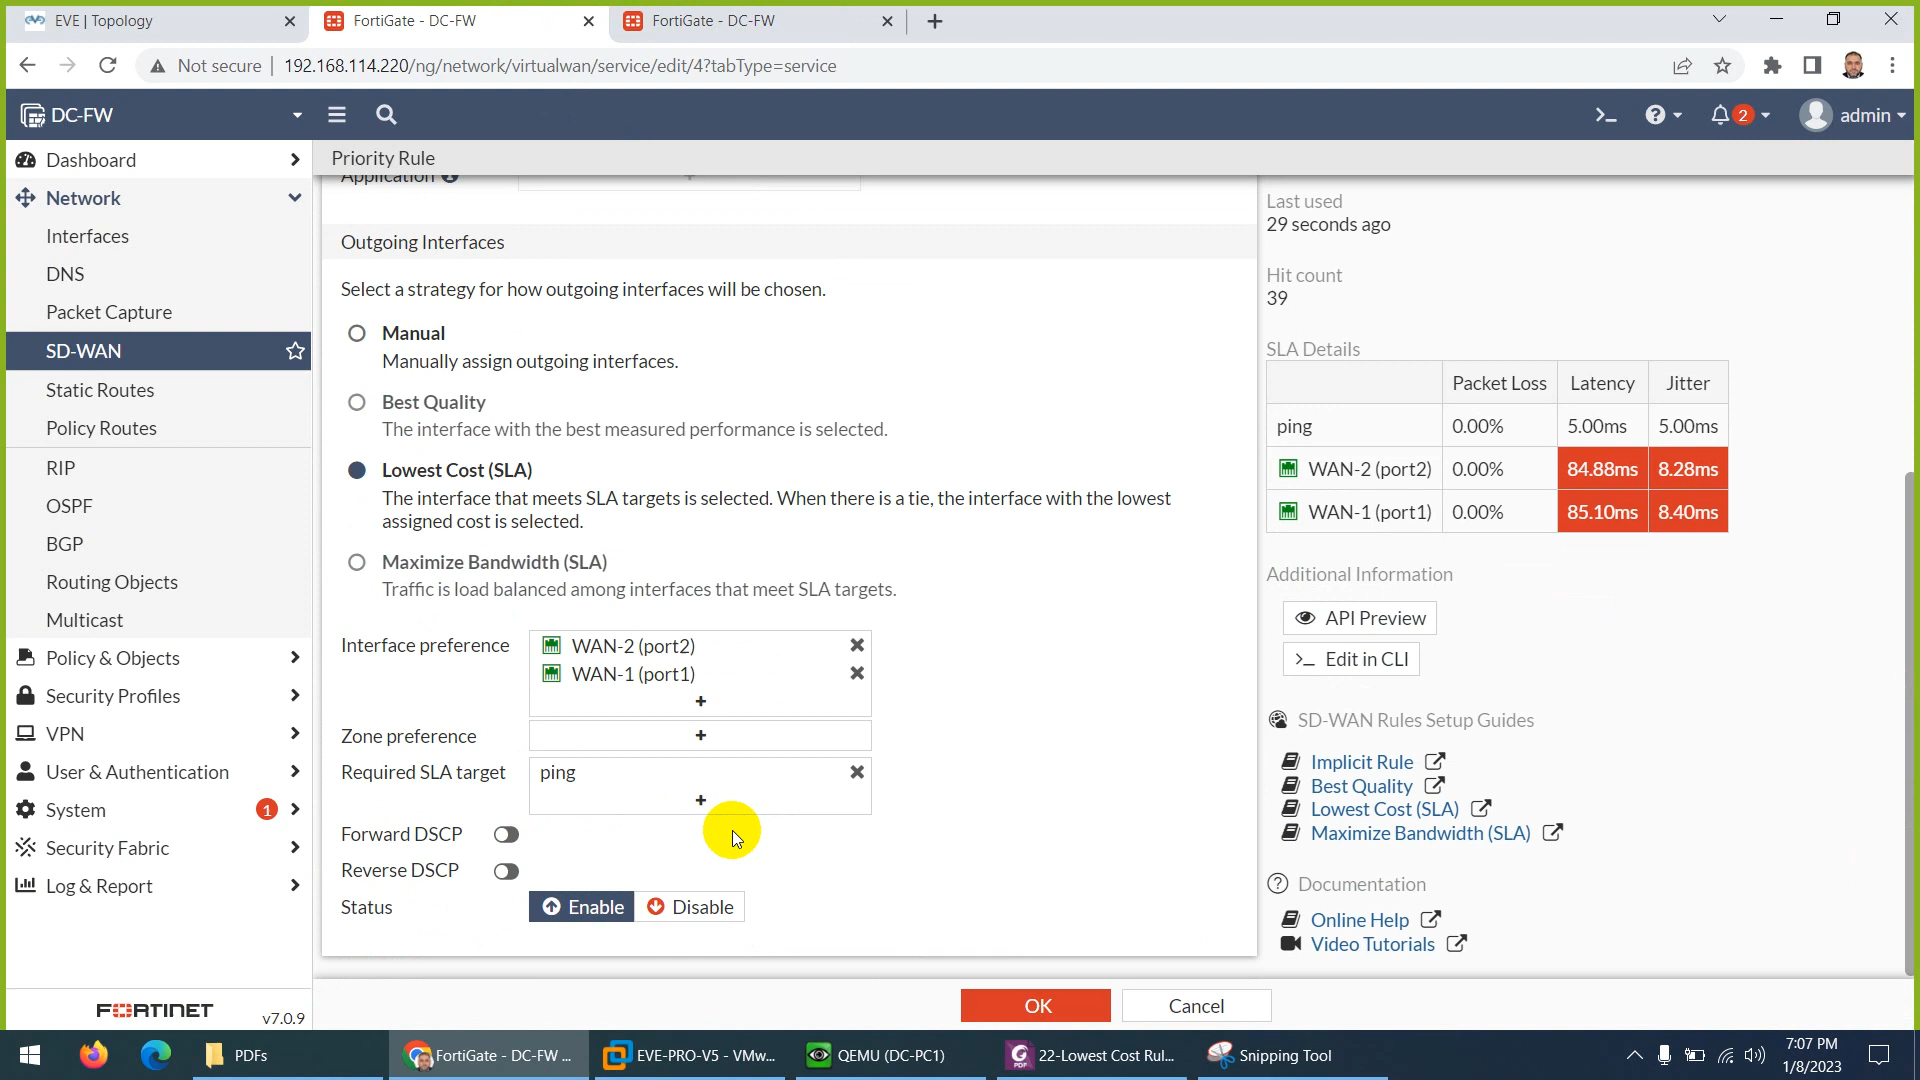 EVE | Topology
FortiGate - DC-FW
FortiGate - DC-FW
Not secure
192.168.114.220/ng/network/virtualwan/service/edit/4?tabType=service
DC-FW
2
admin
Dashboard
Network
Interfaces
DNS
Packet Capture
SD-WAN
Static Routes
Policy Routes
RIP
OSPF
BGP
Routing Objects
Multicast
Policy & Objects
Security Profiles
VPN
User & Authentication
System 1
Security Fabric
Log & Report
FORTINET
v7.0.9
Priority Rule
Application
Outgoing Interfaces
Select a strategy for how outgoing interfaces will be chosen.
Manual
Manually assign outgoing interfaces.
Best Quality
The interface with the best measured performance is selected.
Lowest Cost (SLA)
The interface that meets SLA targets is selected. When there is a tie, the interface with the lowest
assigned cost is selected.
Maximize Bandwidth (SLA)
Traffic is load balanced among interfaces that meet SLA targets.
Interface preference
WAN-2 (port2)
WAN-1 (port1)
+
Zone preference
+
Required SLA target
ping
+
Forward DSCP
Reverse DSCP
Status
Enable
Disable
OK
Cancel
Last used
29 seconds ago
Hit count
39
SLA Details
Packet Loss Latency Jitter
ping 0.00% 5.00ms 5.00ms
WAN-2 (port2) 0.00% 84.88ms 8.28ms
WAN-1 (port1) 0.00% 85.10ms 8.40ms
Additional Information
API Preview
>_ Edit in CLI
SD-WAN Rules Setup Guides
Implicit Rule
Best Quality
Lowest Cost (SLA)
Maximize Bandwidth (SLA)
Documentation
Online Help
Video Tutorials
PDFs
FortiGate - DC-FW ...
EVE-PRO-V5 - VMw...
QEMU (DC-PC1)
22-Lowest Cost Rul...
Snipping Tool
7:07 PM
1/8/2023